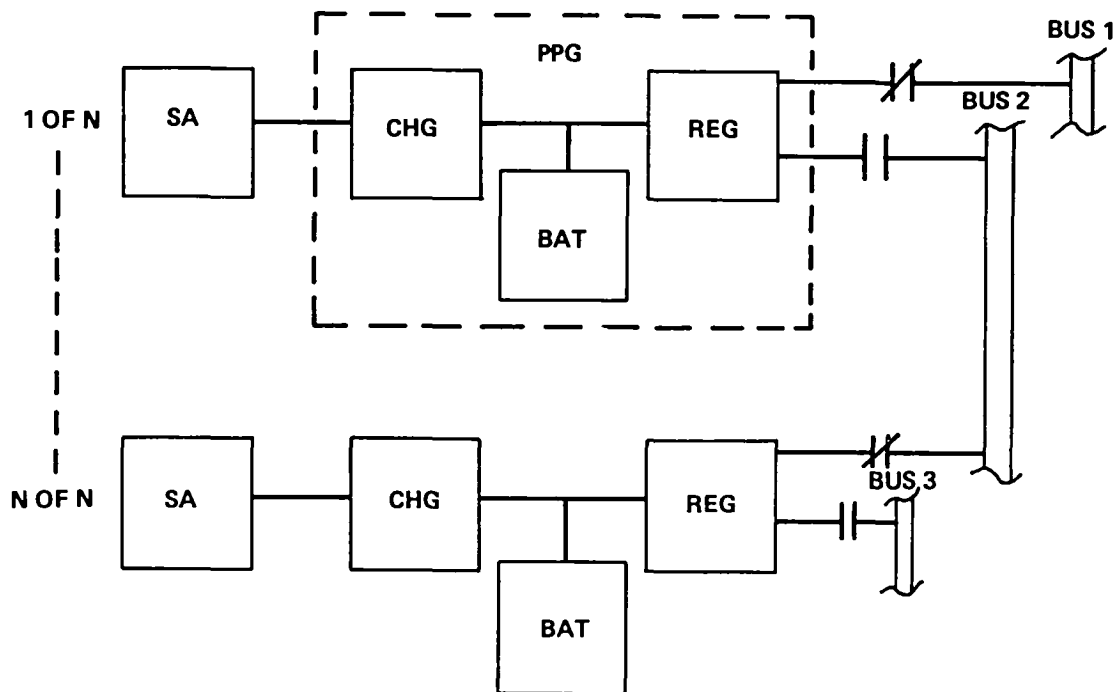 BUS 1
PPG
BUS 2
1 OF N
SA
CHG
REG
BAT
N OF N
SA
CHG
REG
BUS 3
BAT